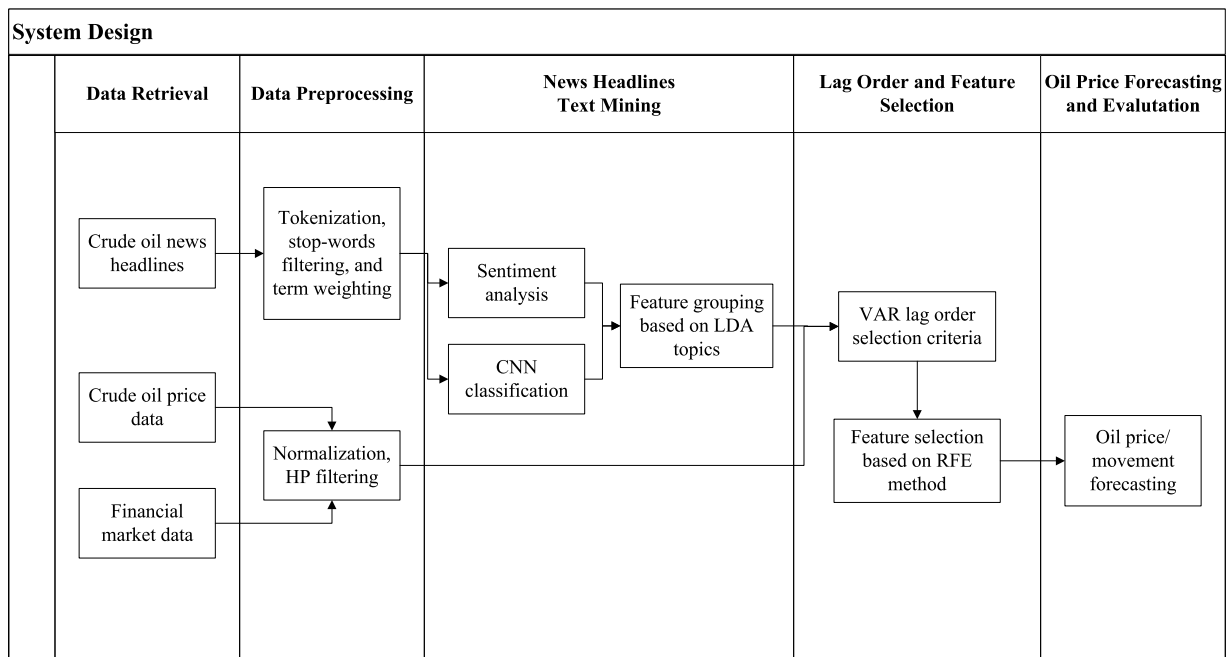 System Design
Data Retrieval
Data Preprocessing
News Headlines
Text Mining
Lag Order and Feature
Selection
Oil Price Forecasting
and Evalutation
Crude oil news
headlines
Tokenization,
stop-words
filtering, and
term weighting
Sentiment
analysis
CNN
classification
Feature grouping
based on LDA
topics
VAR lag order
selection criteria
Crude oil price
data
Financial
market data
Normalization,
HP filtering
Feature selection
based on RFE
method
Oil price/
movement
forecasting